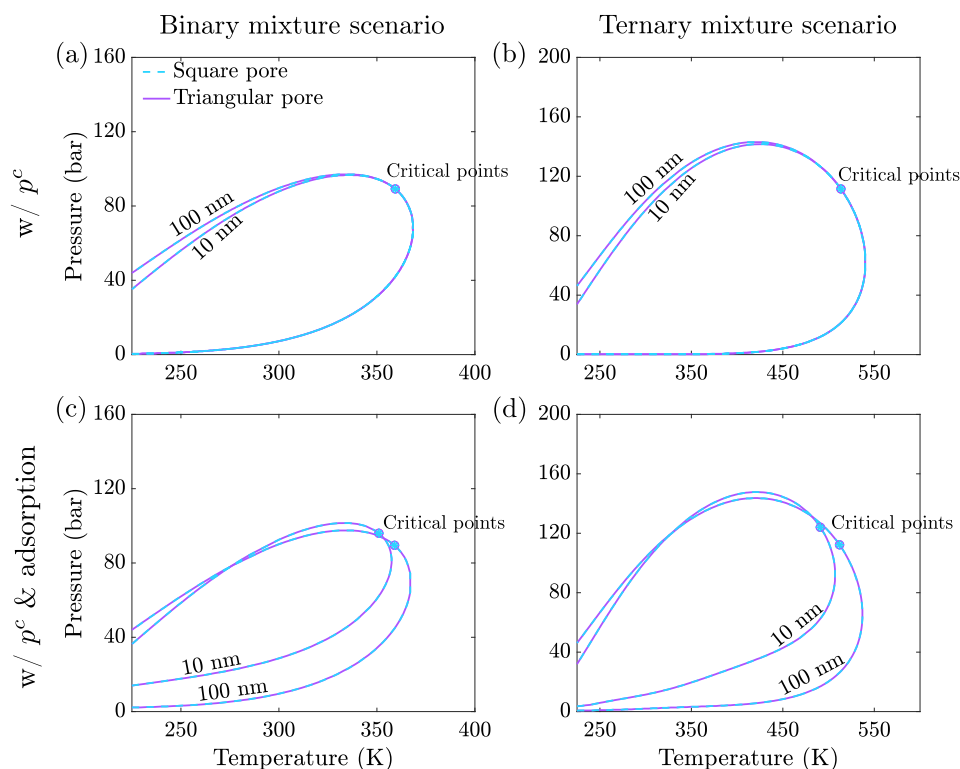 Binary mixture scenario
Ternary mixture scenario
w/ p^c
w/ p^c & adsorption
(a)
Pressure (bar)
160
120
80
40
0
Square pore
Triangular pore
Critical points
100 nm
10 nm
250
300
350
400
(b)
200
160
120
80
40
0
Critical points
100 nm
10 nm
250
350
450
550
(c)
Pressure (bar)
160
120
80
40
0
Critical points
10 nm
100 nm
250
300
350
400
Temperature (K)
(d)
200
160
120
80
40
0
Critical points
10 nm
100 nm
250
350
450
550
Temperature (K)